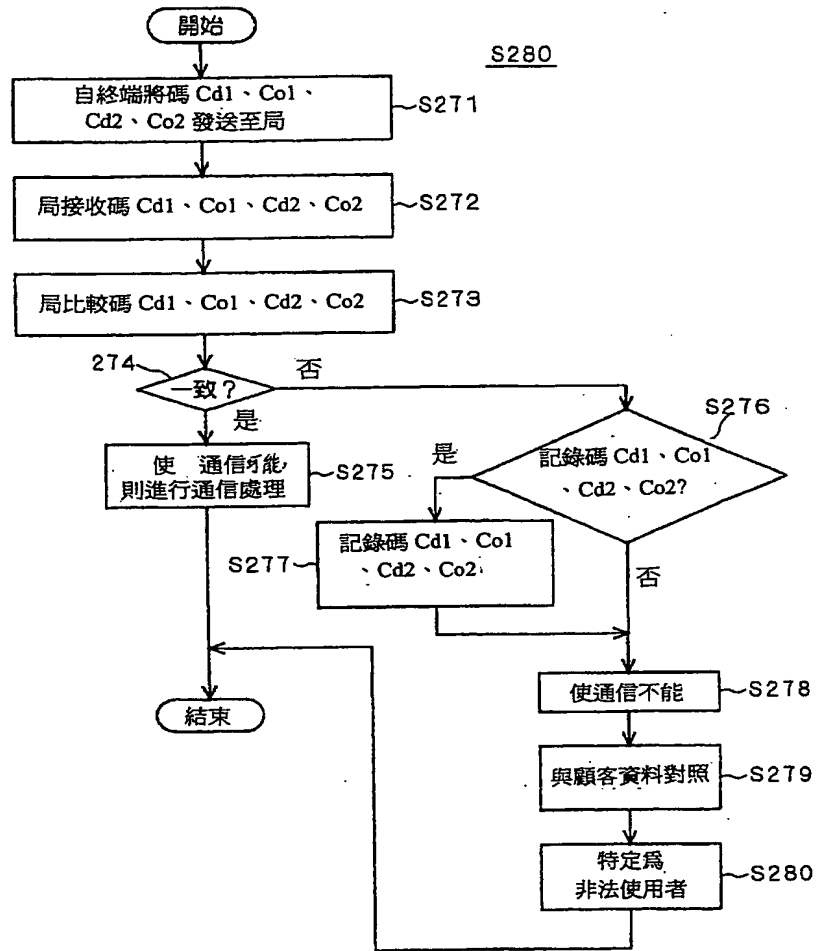 開始
S280
自終端將碼 Cd1、Co1、
Cd2、Co2 發送至局
S271
局接收碼 Cd1、Co1、Cd2、Co2
S272
局比較碼 Cd1、Co1、Cd2、Co2
S273
274
一致？
否
是
S276
記錄碼 Cd1、Co1
、Cd2、Co2?
是
否
使 通信可能,
則進行通信處理
S275
S277
記錄碼 Cd1、Co1
、Cd2、Co2
使通信不能
S278
結束
與顧客資料對照
S279
特定爲
非法使用者
S280